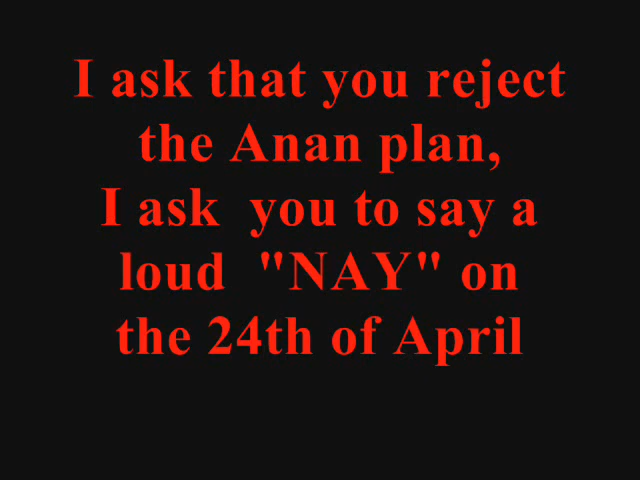 I ask that you reject
the Anan plan,
I ask  you to say a
loud  "NAY" on
the 24th of April